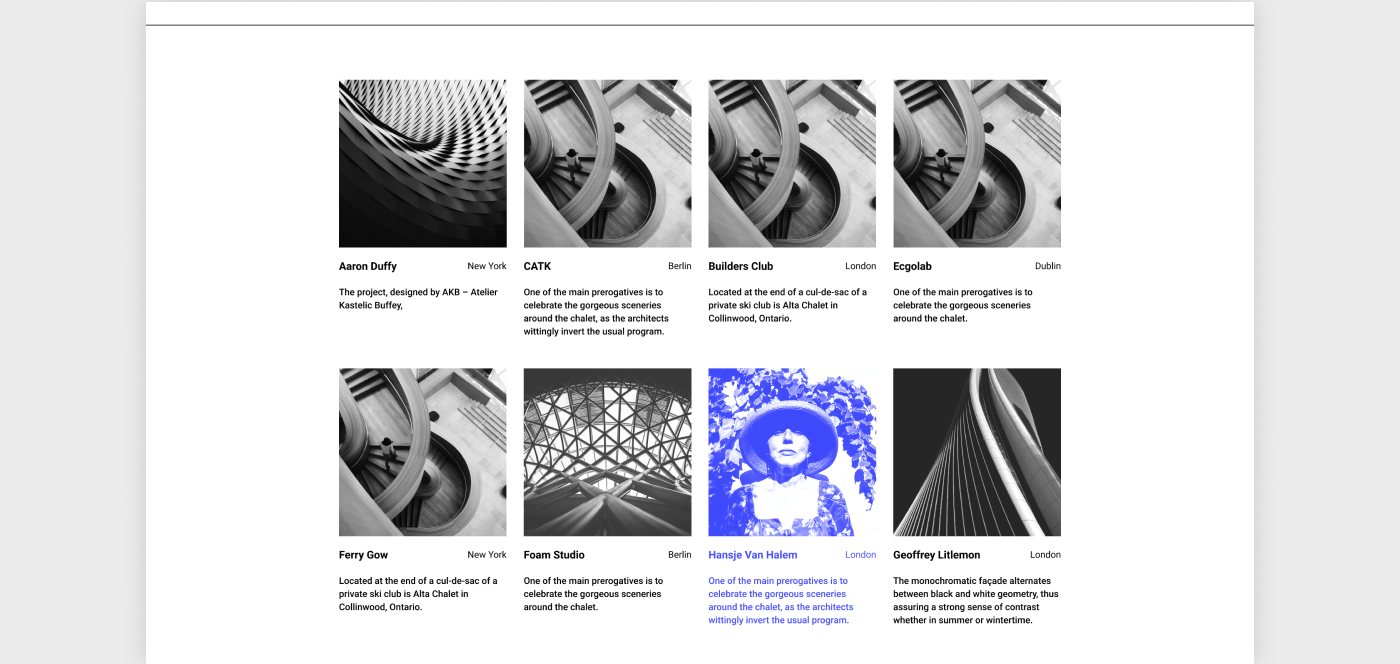 Aaron Duffy New York
The project, designed by AKB – Atelier
Kastelic Buffey,
CATK Berlin
One of the main prerogatives is to
celebrate the gorgeous sceneries
around the chalet, as the architects
wittingly invert the usual program.
Builders Club London
Located at the end of a cul-de-sac of a
private ski club is Alta Chalet in
Collinwood, Ontario.
Ecgolab Dublin
One of the main prerogatives is to
celebrate the gorgeous sceneries
around the chalet.
Ferry Gow New York
Located at the end of a cul-de-sac of a
private ski club is Alta Chalet in
Collinwood, Ontario.
Foam Studio Berlin
One of the main prerogatives is to
celebrate the gorgeous sceneries
around the chalet.
Hansje Van Halem London
One of the main prerogatives is to
celebrate the gorgeous sceneries
around the chalet, as the architects
wittingly invert the usual program.
Geoffrey Litlemon London
The monochromatic façade alternates
between black and white geometry, thus
assuring a strong sense of contrast
whether in summer or wintertime.